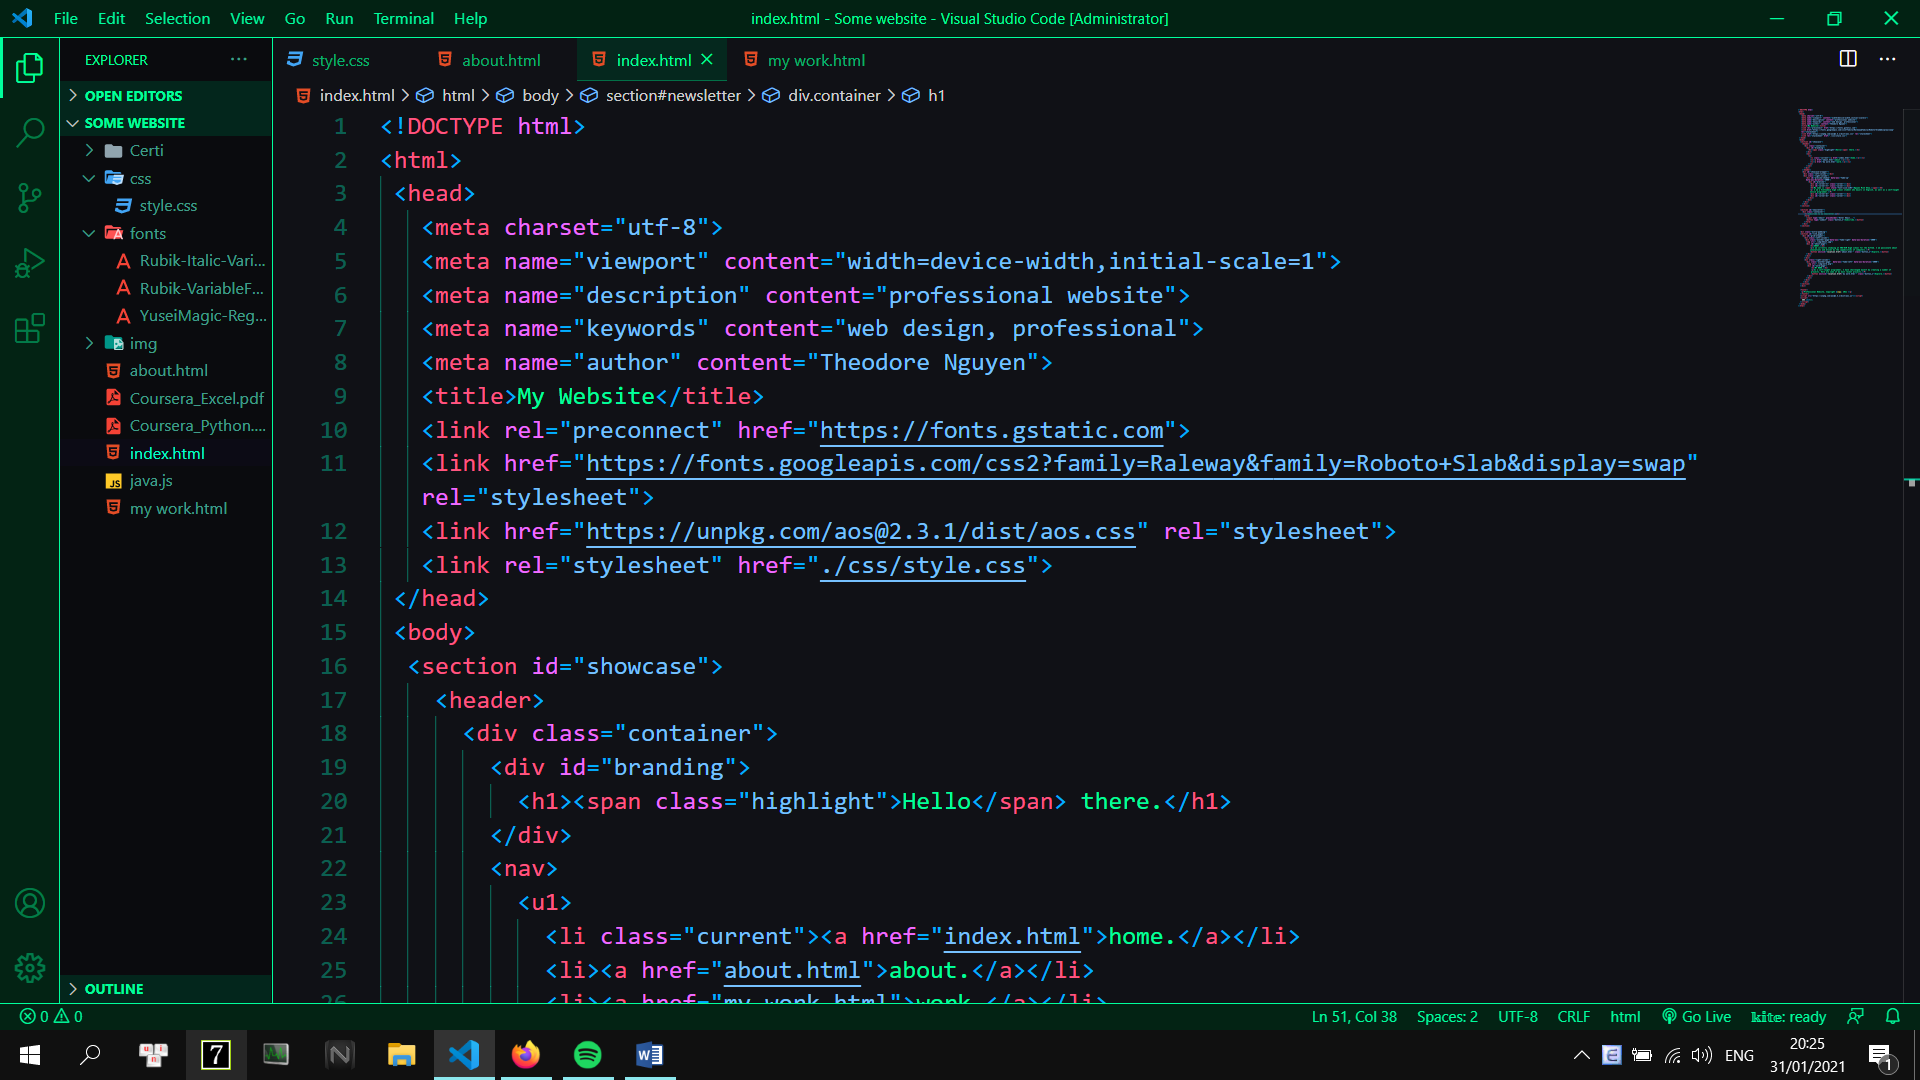 File Edit Selection View Go Run Terminal Help
index.html - Some website - Visual Studio Code [Administrator]
EXPLORER
OPEN EDITORS
SOME WEBSITE
Certi
css
style.css
fonts
Rubik-Italic-Vari...
Rubik-VariableF...
YuseiMagic-Reg...
img
about.html
Coursera_Excel.pdf
Coursera_Python....
index.html
java.js
my work.html
OUTLINE
style.css about.html index.html my work.html
index.html > html > body > section#newsletter > div.container > h1
1 <!DOCTYPE html>
2 <html>
3 <head>
4 <meta charset="utf-8">
5 <meta name="viewport" content="width=device-width,initial-scale=1">
6 <meta name="description" content="professional website">
7 <meta name="keywords" content="web design, professional">
8 <meta name="author" content="Theodore Nguyen">
9 <title>My Website</title>
10 <link rel="preconnect" href="https://fonts.gstatic.com">
11 <link href="https://fonts.googleapis.com/css2?family=Raleway&family=Roboto+Slab&display=swap"
rel="stylesheet">
12 <link href="https://unpkg.com/aos@2.3.1/dist/aos.css" rel="stylesheet">
13 <link rel="stylesheet" href="./css/style.css">
14 </head>
15 <body>
16 <section id="showcase">
17 <header>
18 <div class="container">
19 <div id="branding">
20 <h1><span class="highlight">Hello</span> there.</h1>
21 </div>
22 <nav>
23 <u1>
24 <li class="current"><a href="index.html">home.</a></li>
25 <li><a href="about.html">about.</a></li>
26 <li><a href="my work.html">work.</a></li>
0 0
Ln 51, Col 38 Spaces: 2 UTF-8 CRLF html Go Live kite: ready
7 N W ENG
20:25
31/01/2021
1